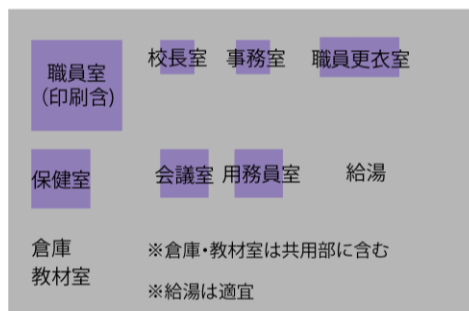 職員室
（印刷含）
校長室
事務室
職員更衣室
保健室
会議室
用務員室
給湯
倉庫
教材室
※倉庫・教材室は共用部に含む
※給湯は適宜